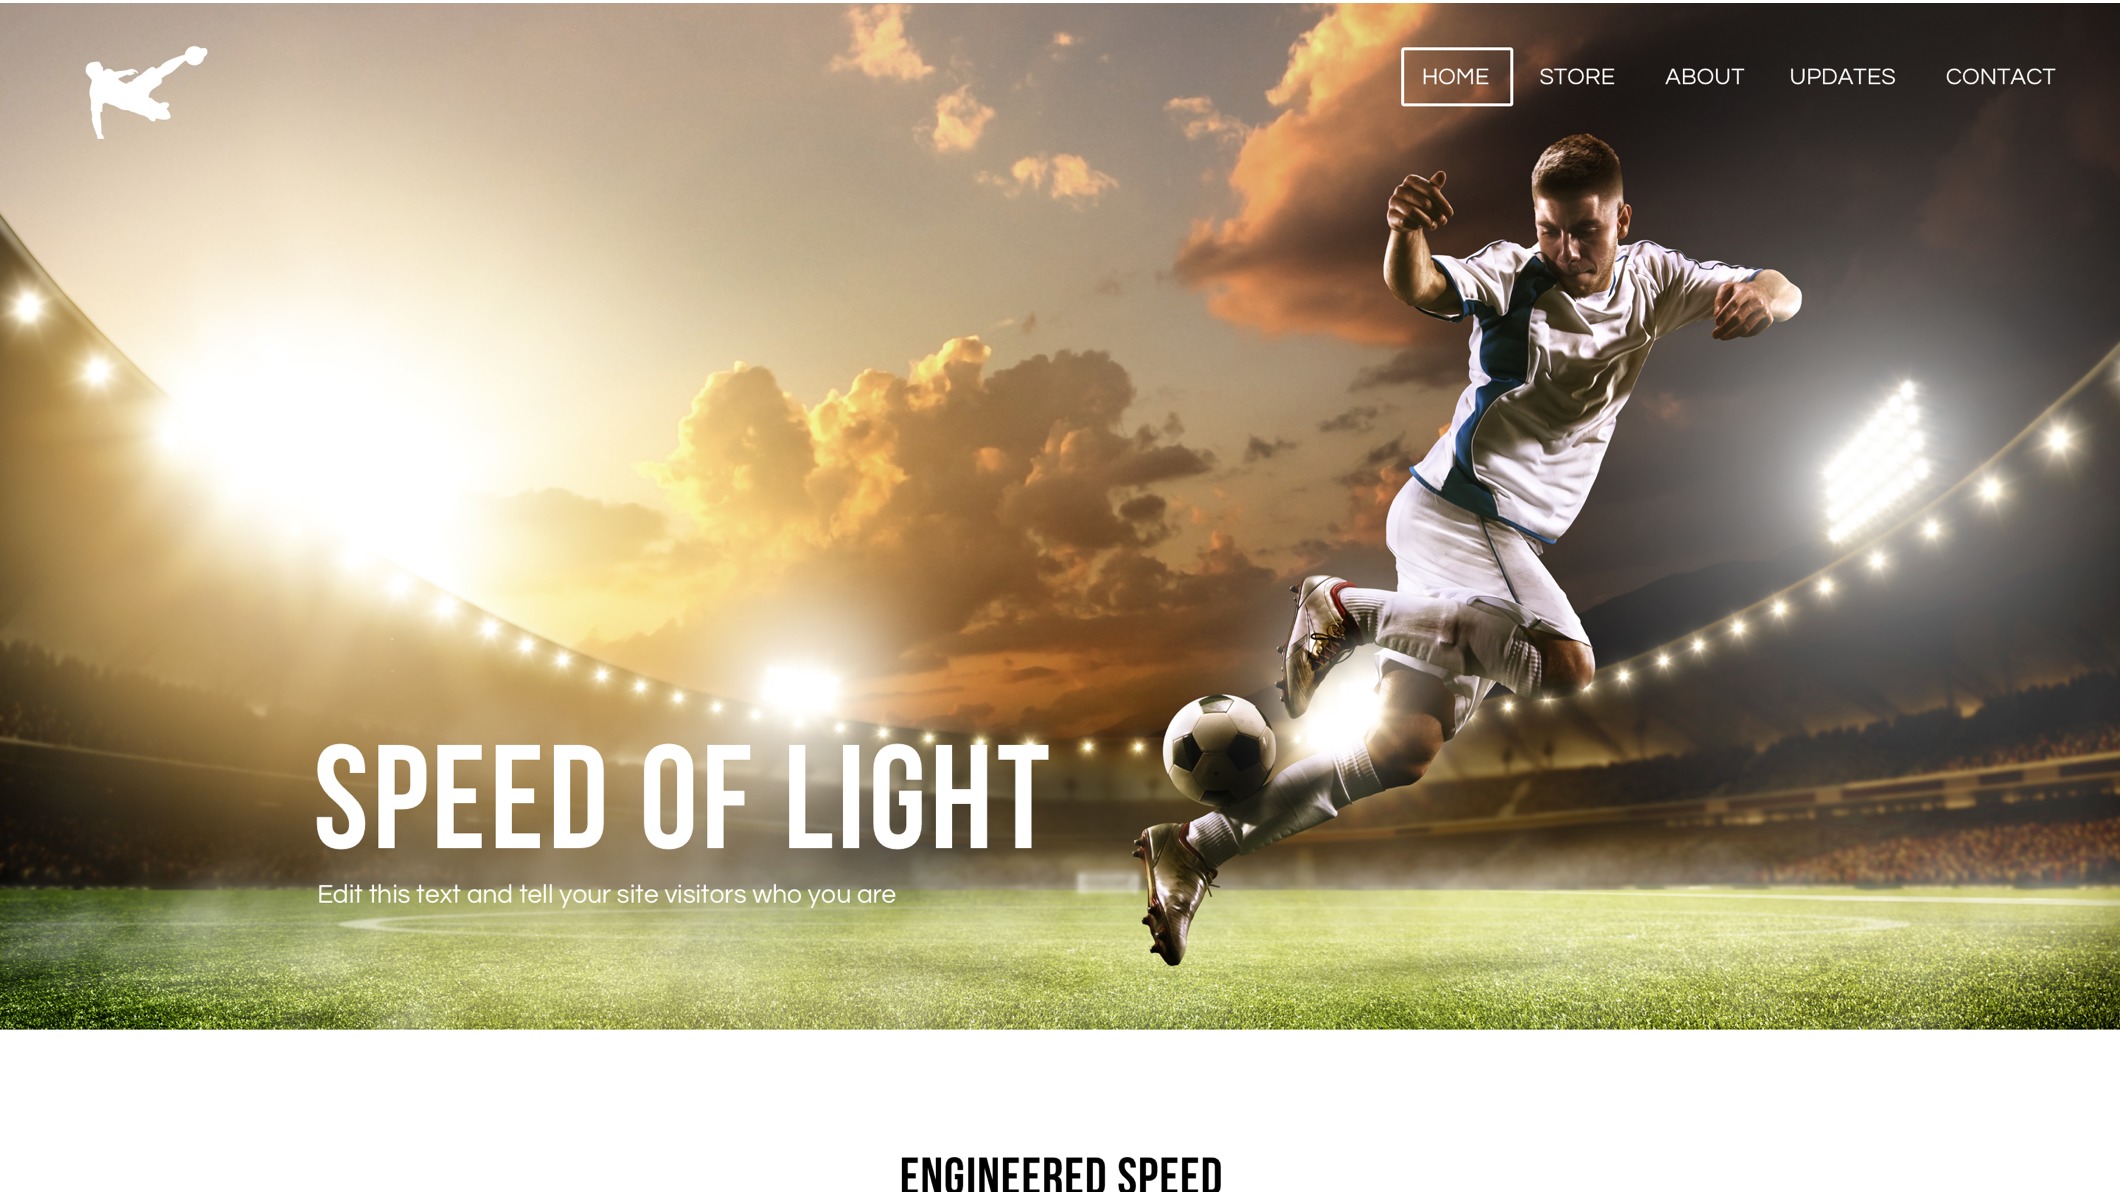 HOME STORE ABOUT UPDATES CONTACT
SPEED OF LIGHT
Edit this text and tell your site visitors who you are
ENGINEERED SPEED